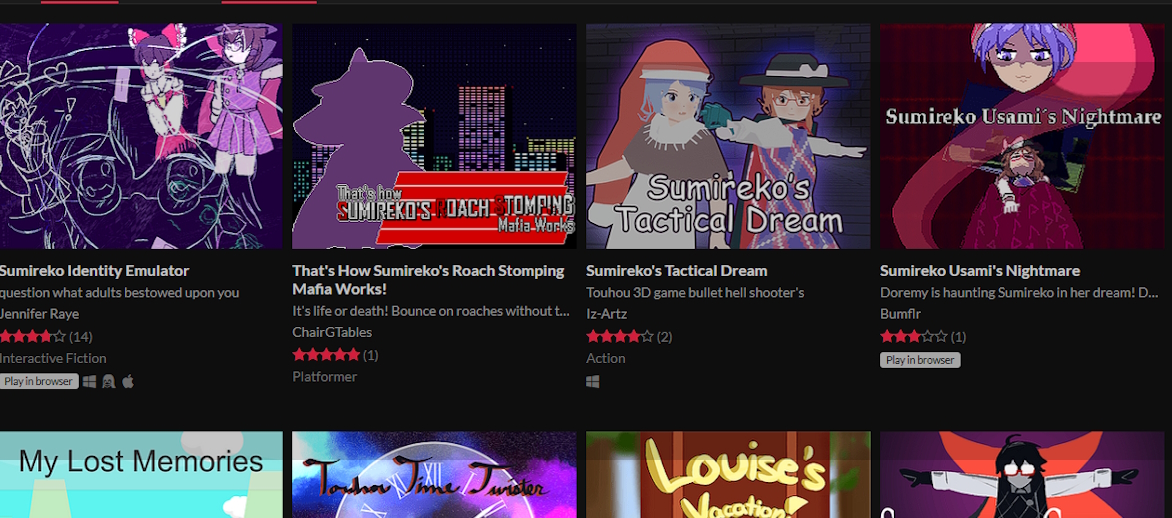 That's how
SUMIREKO'S ROACH STOMPING
Mafia Works
Sumireko's
Tactical Dream
Sumireko Usami's Nightmare
Sumireko Identity Emulator
question what adults bestowed upon you
Jennifer Raye
(14)
Interactive Fiction
Play in browser
That's How Sumireko's Roach Stomping
Mafia Works!
It's life or death! Bounce on roaches without t...
ChairGTables
(1)
Platformer
Sumireko's Tactical Dream
Touhou 3D game bullet hell shooter's
Iz-Artz
(2)
Action
Sumireko Usami's Nightmare
Doremy is haunting Sumireko in her dream! D...
Bumflr
(1)
Play in browser
My Lost Memories
Touhou Time Twister
XII
XI
Louise's
Vacation!